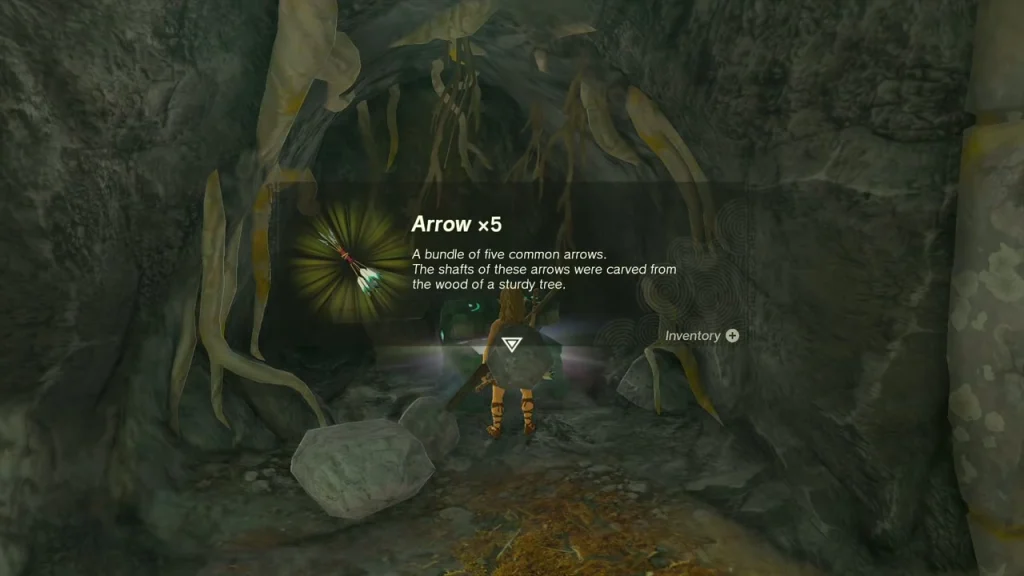 Arrow ×5
A bundle of five common arrows.
The shafts of these arrows were carved from
the wood of a sturdy tree.
Inventory